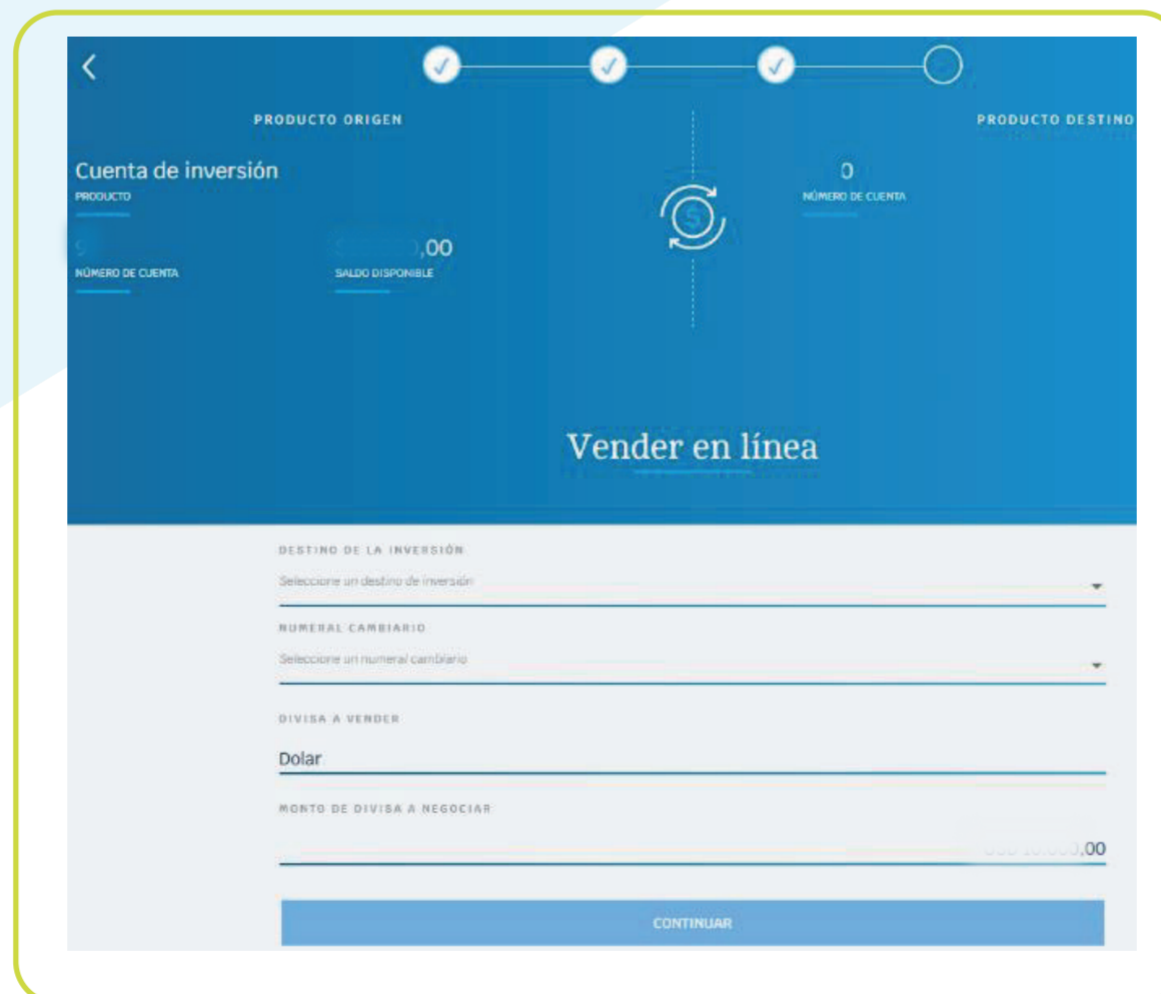 PRODUCTO ORIGEN
PRODUCTO DESTINO
Cuenta de inversión
PRODUCTO
0
NÚMERO DE CUENTA
9
,00
NÚMERO DE CUENTA
SALDO DISPONIBLE
$
Vender en línea
DESTINO DE LA INVERSIÓN
Seleccione un destino de inversión
NUMERAL CAMBIARIO
Seleccione un numeral cambiario
DIVISA A VENDER
Dolar
MONTO DE DIVISA A NEGOCIAR
,00
CONTINUAR